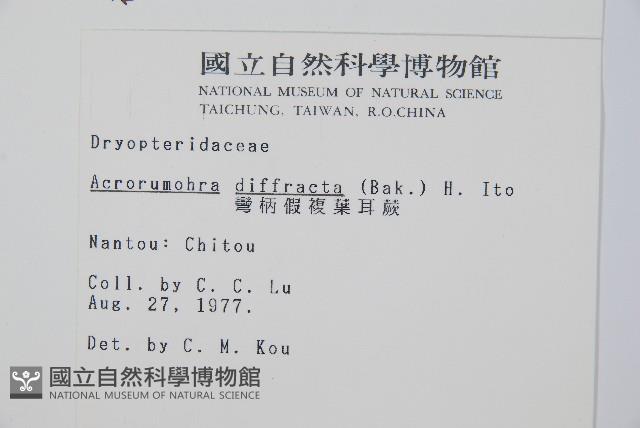 國立自然科學博物館
NATIONAL MUSEUM OF NATURAL SCIENCE
TAICHUNG, TAIWAN, R.O.CHINA
Dryopteridaceae
Acrorumohra diffracta (Bak.) H. Ito
彎柄假複葉耳蕨
Nantou: Chitou
Coll. by C. C. Lu
Aug. 27, 1977.
Det. by C. M. Kou
國立自然科學博物館
NATIONAL MUSEUM OF NATURAL SCIENCE